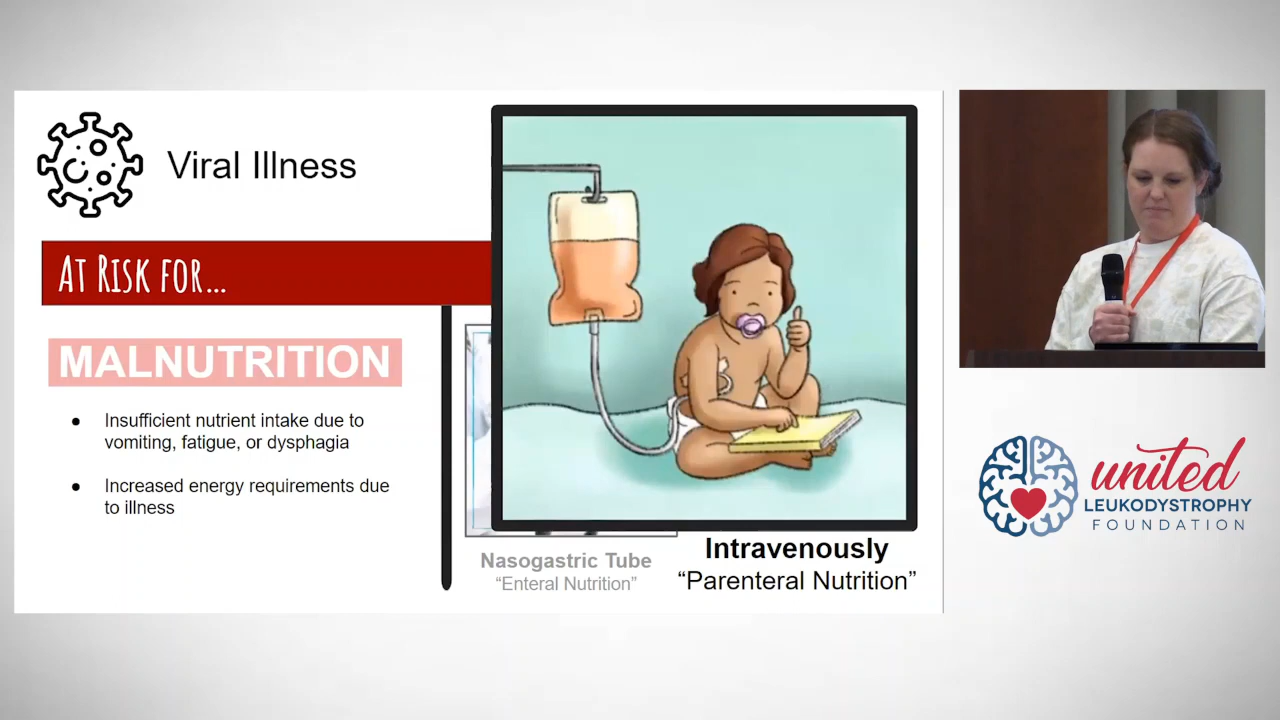 Viral Illness
At Risk for...
MALNUTRITION
● Insufficient nutrient intake due to
vomiting, fatigue, or dysphagia
● Increased energy requirements due
to illness
Nasogastric Tube
“Enteral Nutrition”
Intravenously
“Parenteral Nutrition”
united
LEUKODYSTROPHY
FOUNDATION